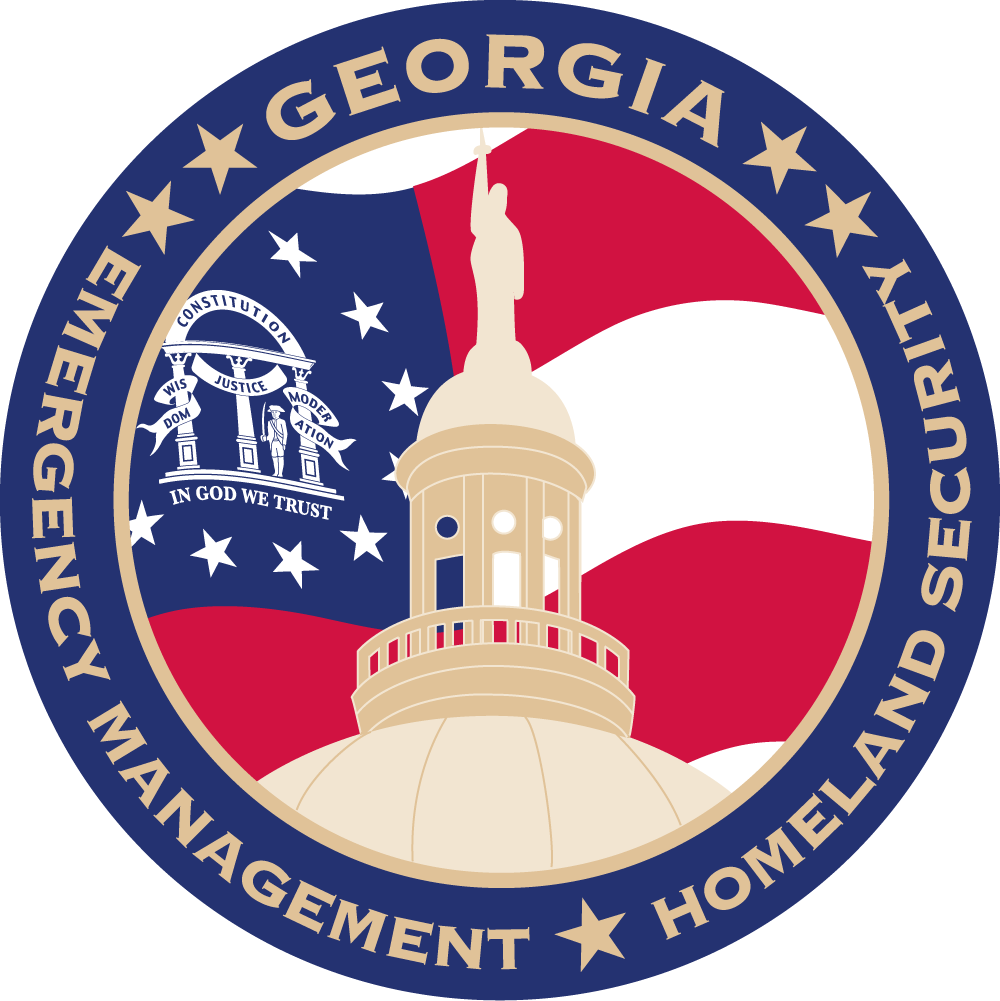 GEORGIA
EMERGENCY MANAGEMENT
HOMELAND SECURITY
CONSTITUTION
WIS
DOM
JUSTICE
MODER
ATION
IN GOD WE TRUST